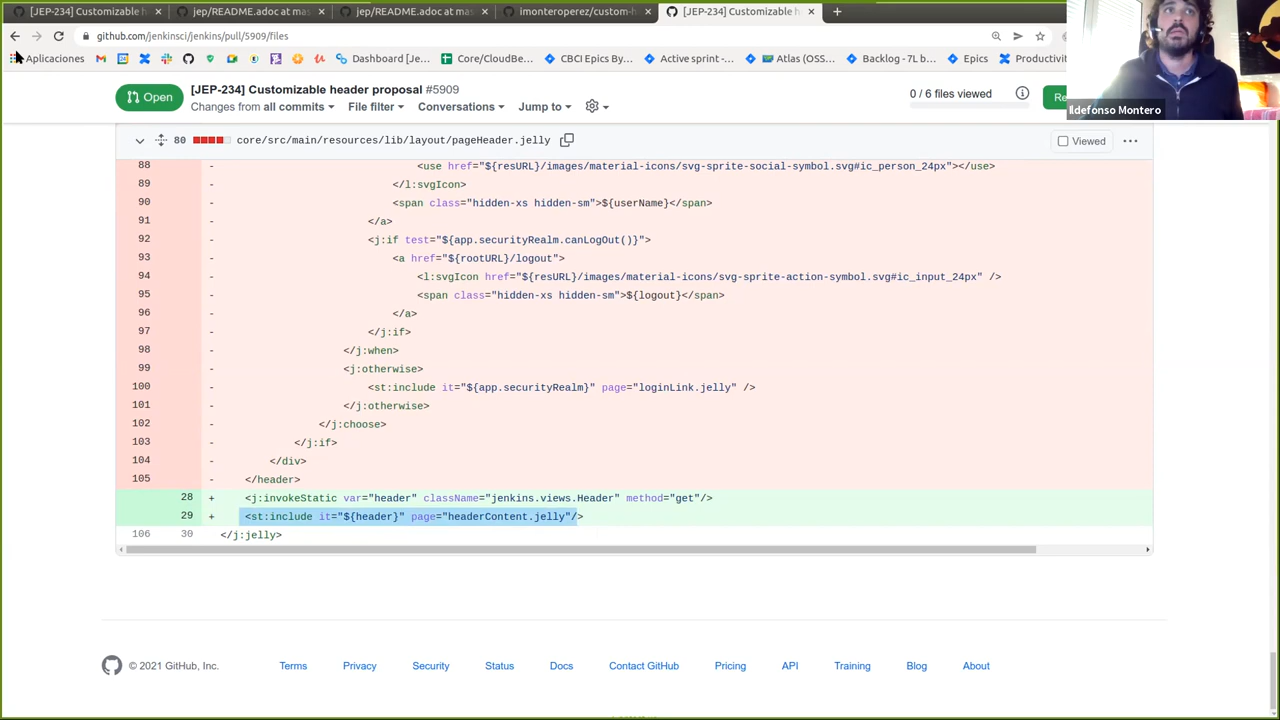 [JEP-234] Customizable h
jep/README.adoc at mas
jep/README.adoc at mas
imonteroperez/custom-h
[JEP-234] Customizable h
github.com/jenkinsci/jenkins/pull/5909/files
Aplicaciones
Dashboard [Je...
Core/CloudBe...
CBCI Epics By...
Active sprint -...
Atlas (OSS...
Backlog - 7L b...
Epics
Productivi
Ildefonso Montero
Open
[JEP-234] Customizable header proposal #5909
Changes from all commits
File filter
Conversations
Jump to
0 / 6 files viewed
Re
80 core/src/main/resources/lib/layout/pageHeader.jelly
Viewed
88 - <use href="${resURL}/images/material-icons/svg-sprite-social-symbol.svg#ic_person_24px"></use>
89 - </l:svgIcon>
90 - <span class="hidden-xs hidden-sm">${userName}</span>
91 - </a>
92 - <j:if test="${app.securityRealm.canLogOut()}">
93 - <a href="${rootURL}/logout">
94 - <l:svgIcon href="${resURL}/images/material-icons/svg-sprite-action-symbol.svg#ic_input_24px" />
95 - <span class="hidden-xs hidden-sm">${logout}</span>
96 - </a>
97 - </j:if>
98 - </j:when>
99 - <j:otherwise>
100 - <st:include it="${app.securityRealm}" page="loginLink.jelly" />
101 - </j:otherwise>
102 - </j:choose>
103 - </j:if>
104 - </div>
105 - </header>
28 + <j:invokeStatic var="header" className="jenkins.views.Header" method="get"/>
29 + <st:include it="${header}" page="headerContent.jelly"/>
106 30 </j:jelly>
© 2021 GitHub, Inc.
Terms
Privacy
Security
Status
Docs
Contact GitHub
Pricing
API
Training
Blog
About